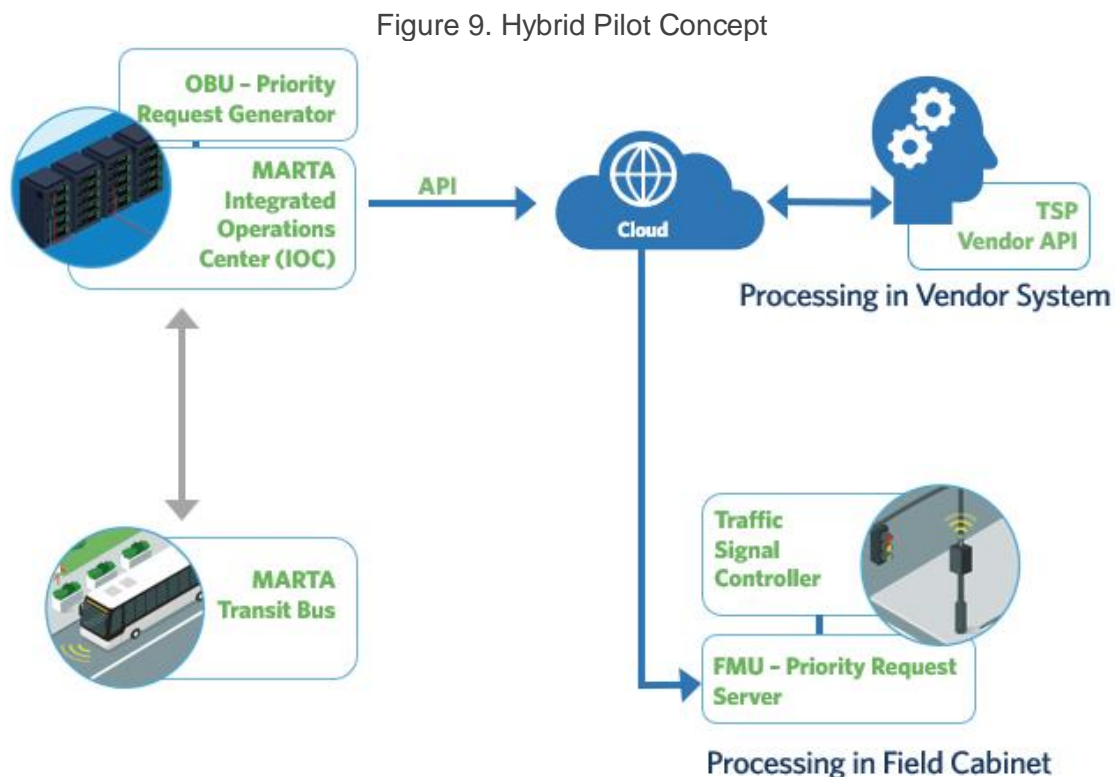 Figure 9. Hybrid Pilot Concept
OBU – Priority
Request Generator
MARTA
Integrated
Operations
Center (IOC)
API
Cloud
TSP
Vendor API
Processing in Vendor System
MARTA
Transit Bus
Traffic
Signal
Controller
FMU – Priority Request
Server
Processing in Field Cabinet